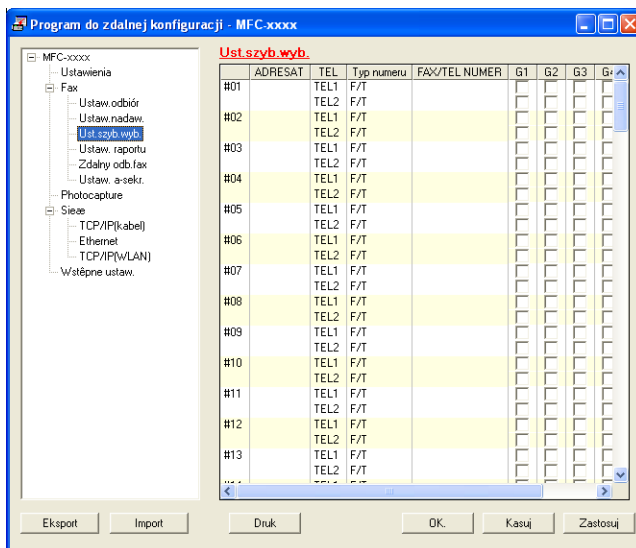 Program do zdalnej konfiguracji - MFC-xxxx
MFC-xxxx
Ustawienia
Fax
Ustaw.odbiór
Ustaw.nadaw.
Ust.szyb.wyb.
Ustaw. raportu
Zdalny odb.fax
Ustaw. a-sekr.
Photocapture
Sieæ
TCP/IP(kabel)
Ethernet
TCP/IP(WLAN)
Wstêpne ustaw.
Ust.szyb.wyb.
ADRESAT TEL Typ numeru FAX/TEL NUMER G1 G2 G3 G4
#01 TEL1 F/T
TEL2 F/T
#02 TEL1 F/T
TEL2 F/T
#03 TEL1 F/T
TEL2 F/T
#04 TEL1 F/T
TEL2 F/T
#05 TEL1 F/T
TEL2 F/T
#06 TEL1 F/T
TEL2 F/T
#07 TEL1 F/T
TEL2 F/T
#08 TEL1 F/T
TEL2 F/T
#09 TEL1 F/T
TEL2 F/T
#10 TEL1 F/T
TEL2 F/T
#11 TEL1 F/T
TEL2 F/T
#12 TEL1 F/T
TEL2 F/T
#13 TEL1 F/T
TEL2 F/T
Eksport Import Druk OK. Kasuj Zastosuj